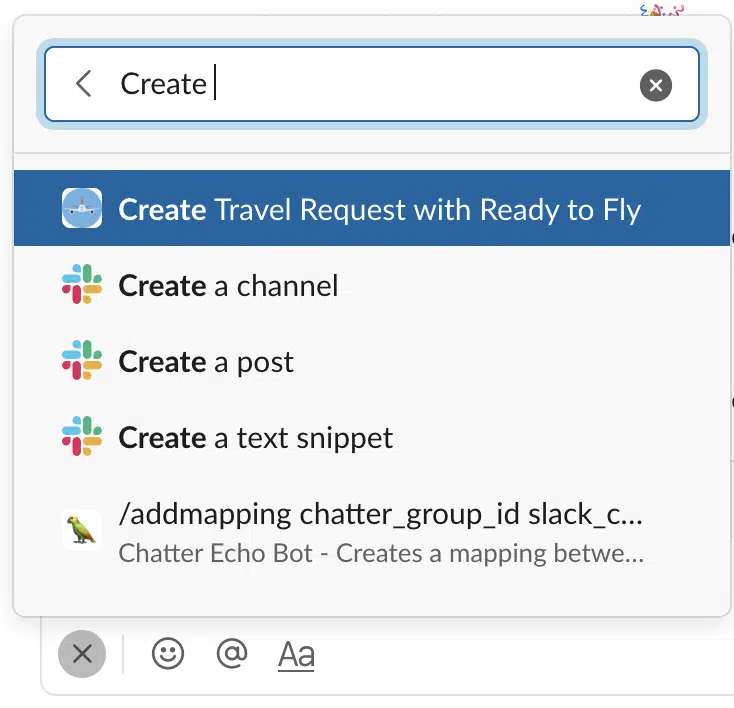 Create
Create Travel Request with Ready to Fly
Create a channel
Create a post
Create a text snippet
/addmapping chatter_group_id slack_c...
Chatter Echo Bot - Creates a mapping betwe...
@ Aa